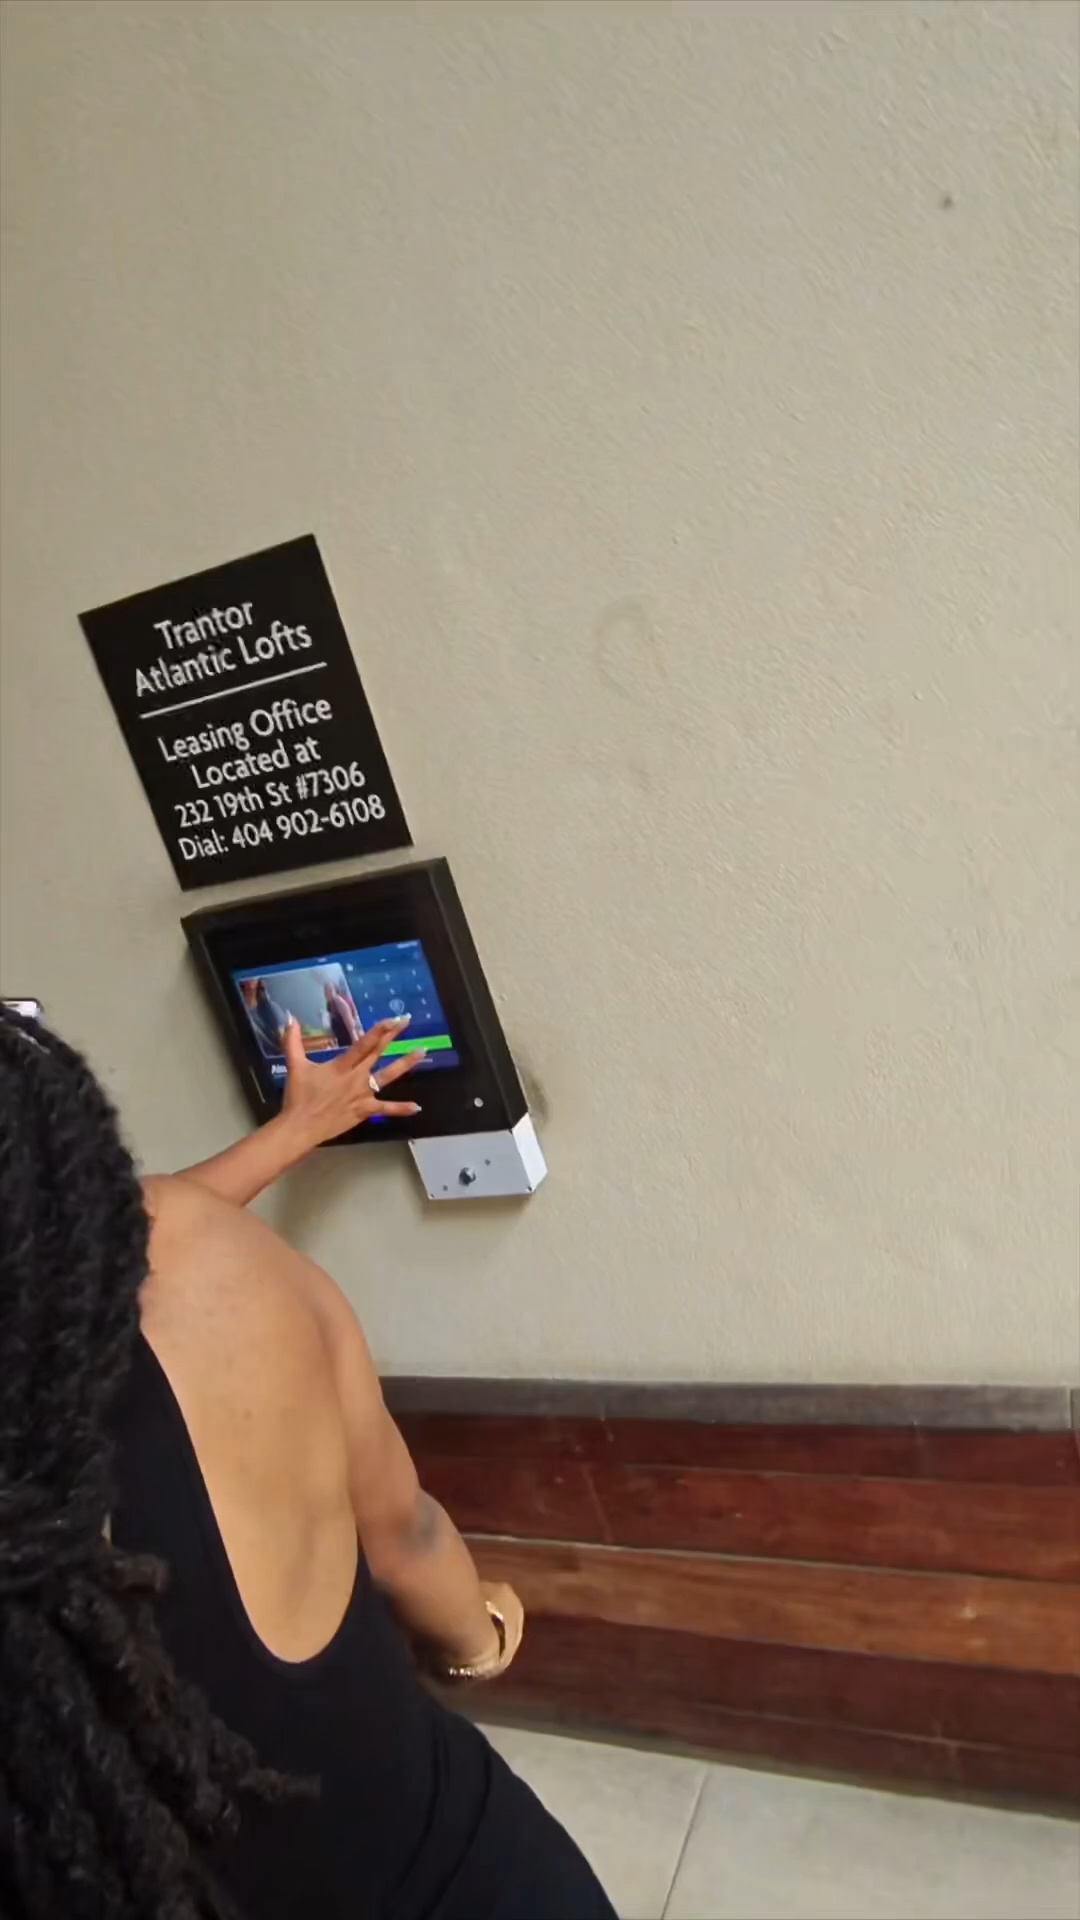 Trantor
Atlantic Lofts
Leasing Office
Located at
232 19th St #7306
Dial: 404 902-6108